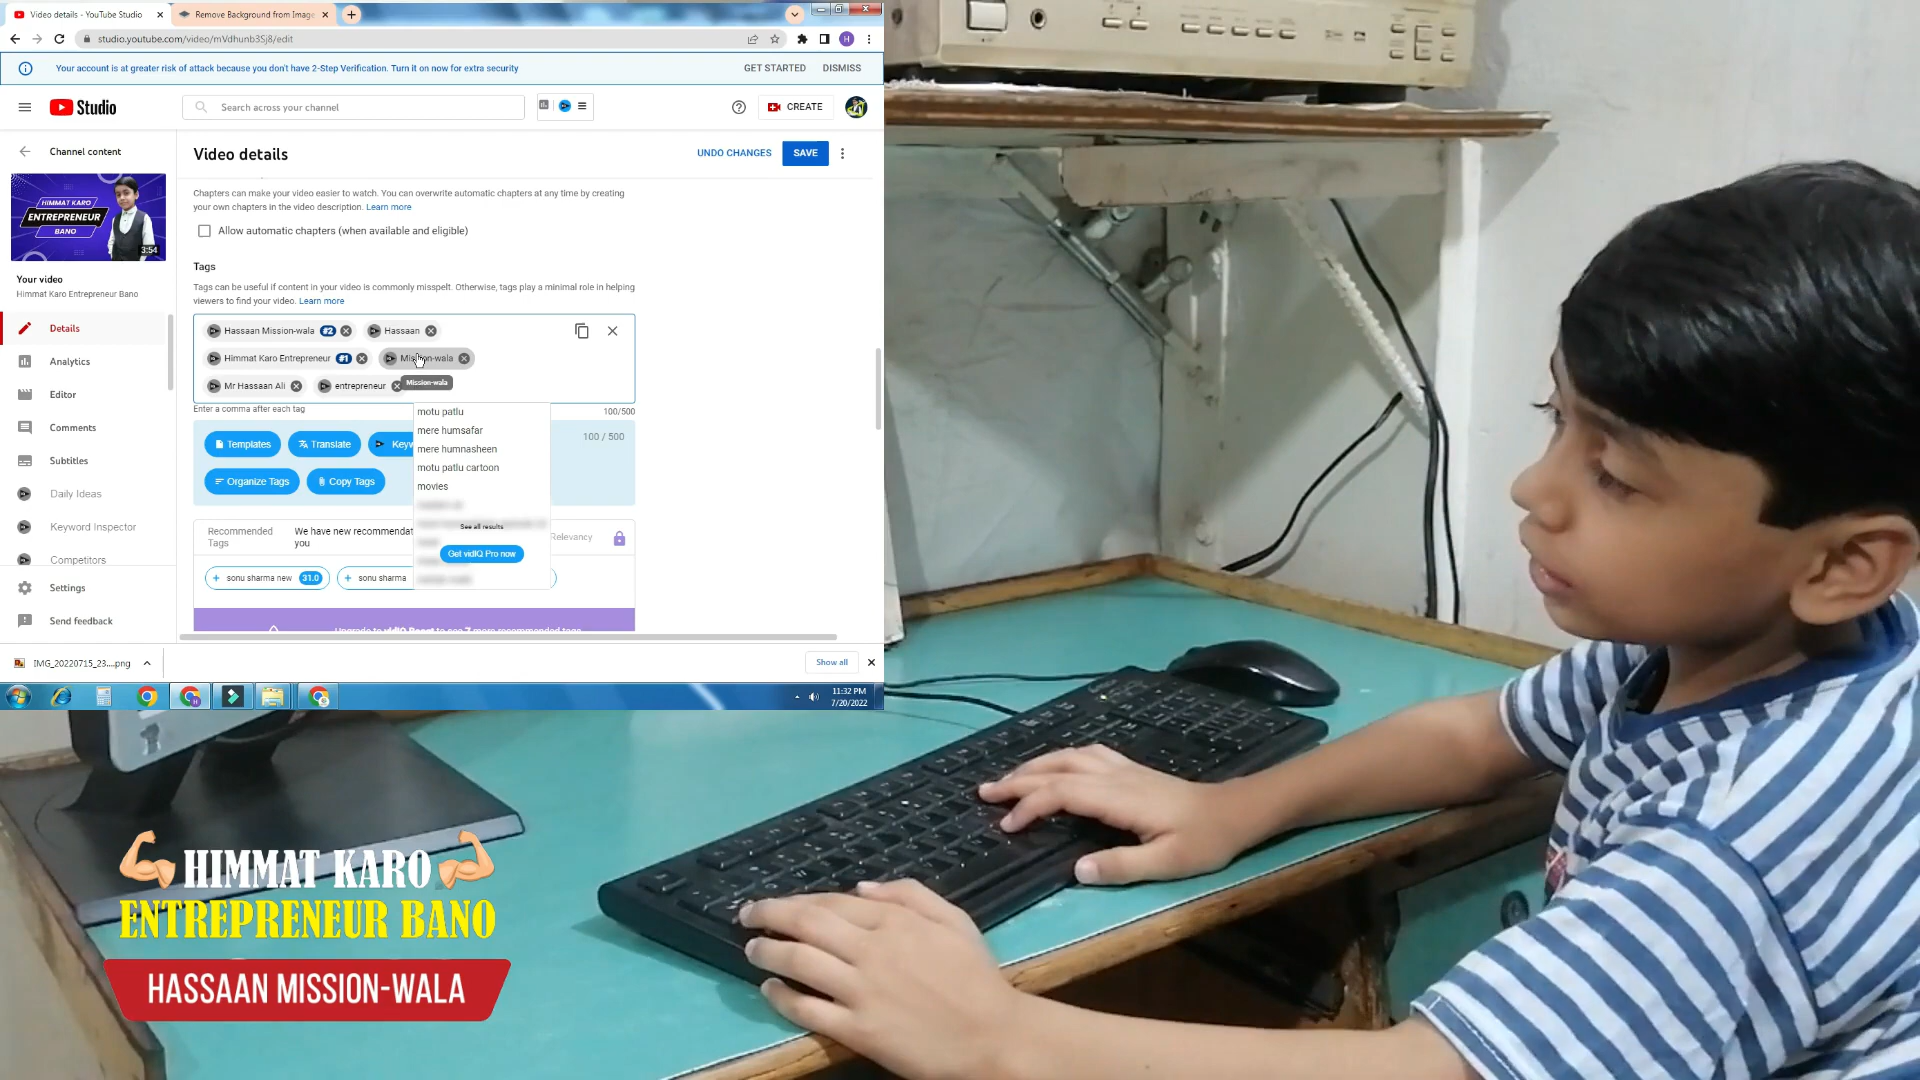 Video details - YouTube Studio
Remove Background from Image
studio.youtube.com/video/mVdhunb3Sj8/edit
H
Your account is at greater risk of attack because you don't have 2-Step Verification. Turn it on now for extra security
GET STARTED
DISMISS
Studio
Search across your channel
CREATE
Channel content
Video details
UNDO CHANGES
SAVE
HIMMAT KARO
ENTREPRENEUR
BANO
3:54
Your video
Himmat Karo Entrepreneur Bano
Details
Analytics
Editor
Comments
Subtitles
Daily Ideas
Keyword Inspector
Competitors
Settings
Send feedback
Chapters can make your video easier to watch. You can overwrite automatic chapters at any time by creating
your own chapters in the video description. Learn more
Allow automatic chapters (when available and eligible)
Tags
Tags can be useful if content in your video is commonly misspelt. Otherwise, tags play a minimal role in helping
viewers to find your video. Learn more
Hassaan Mission-wala #2
Hassaan
Himmat Karo Entrepreneur #1
Mission-wala
Mr Hassaan Ali
entrepreneur
Mission-wala
Enter a comma after each tag
100/500
motu patlu
mere humsafar
mere humnasheen
motu patlu cartoon
movies
See all results
Get vidIQ Pro now
Templates
Translate
100 / 500
Organize Tags
Copy Tags
Recommended
Tags
We have new
you
Relevancy
sonu sharma new 31.0
sonu sharma
Upgrade to vidIQ Boost to see 7 more recommended tags
IMG_20220715_23....png
Show all
11:32 PM
7/20/2022
HIMMAT KARO
ENTREPRENEUR BANO
HASSAAN MISSION-WALA